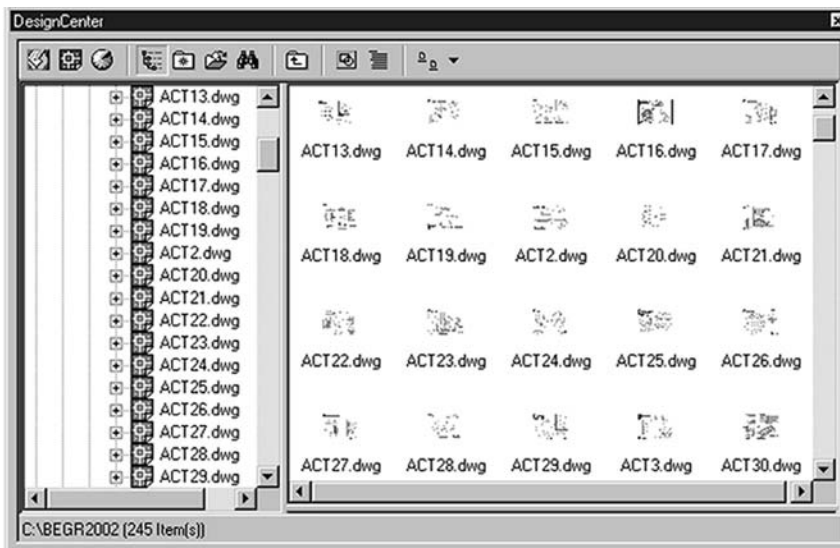 DesignCenter
ACT13.dwg
ACT14.dwg
ACT15.dwg
ACT16.dwg
ACT17.dwg
ACT18.dwg
ACT19.dwg
ACT2.dwg
ACT20.dwg
ACT21.dwg
ACT22.dwg
ACT23.dwg
ACT24.dwg
ACT25.dwg
ACT26.dwg
ACT27.dwg
ACT28.dwg
ACT29.dwg
ACT13.dwg ACT14.dwg ACT15.dwg ACT16.dwg ACT17.dwg
ACT18.dwg ACT19.dwg ACT2.dwg ACT20.dwg ACT21.dwg
ACT22.dwg ACT23.dwg ACT24.dwg ACT25.dwg ACT26.dwg
ACT27.dwg ACT28.dwg ACT29.dwg ACT3.dwg ACT30.dwg
C:\BEGR2002 (245 Item(s))